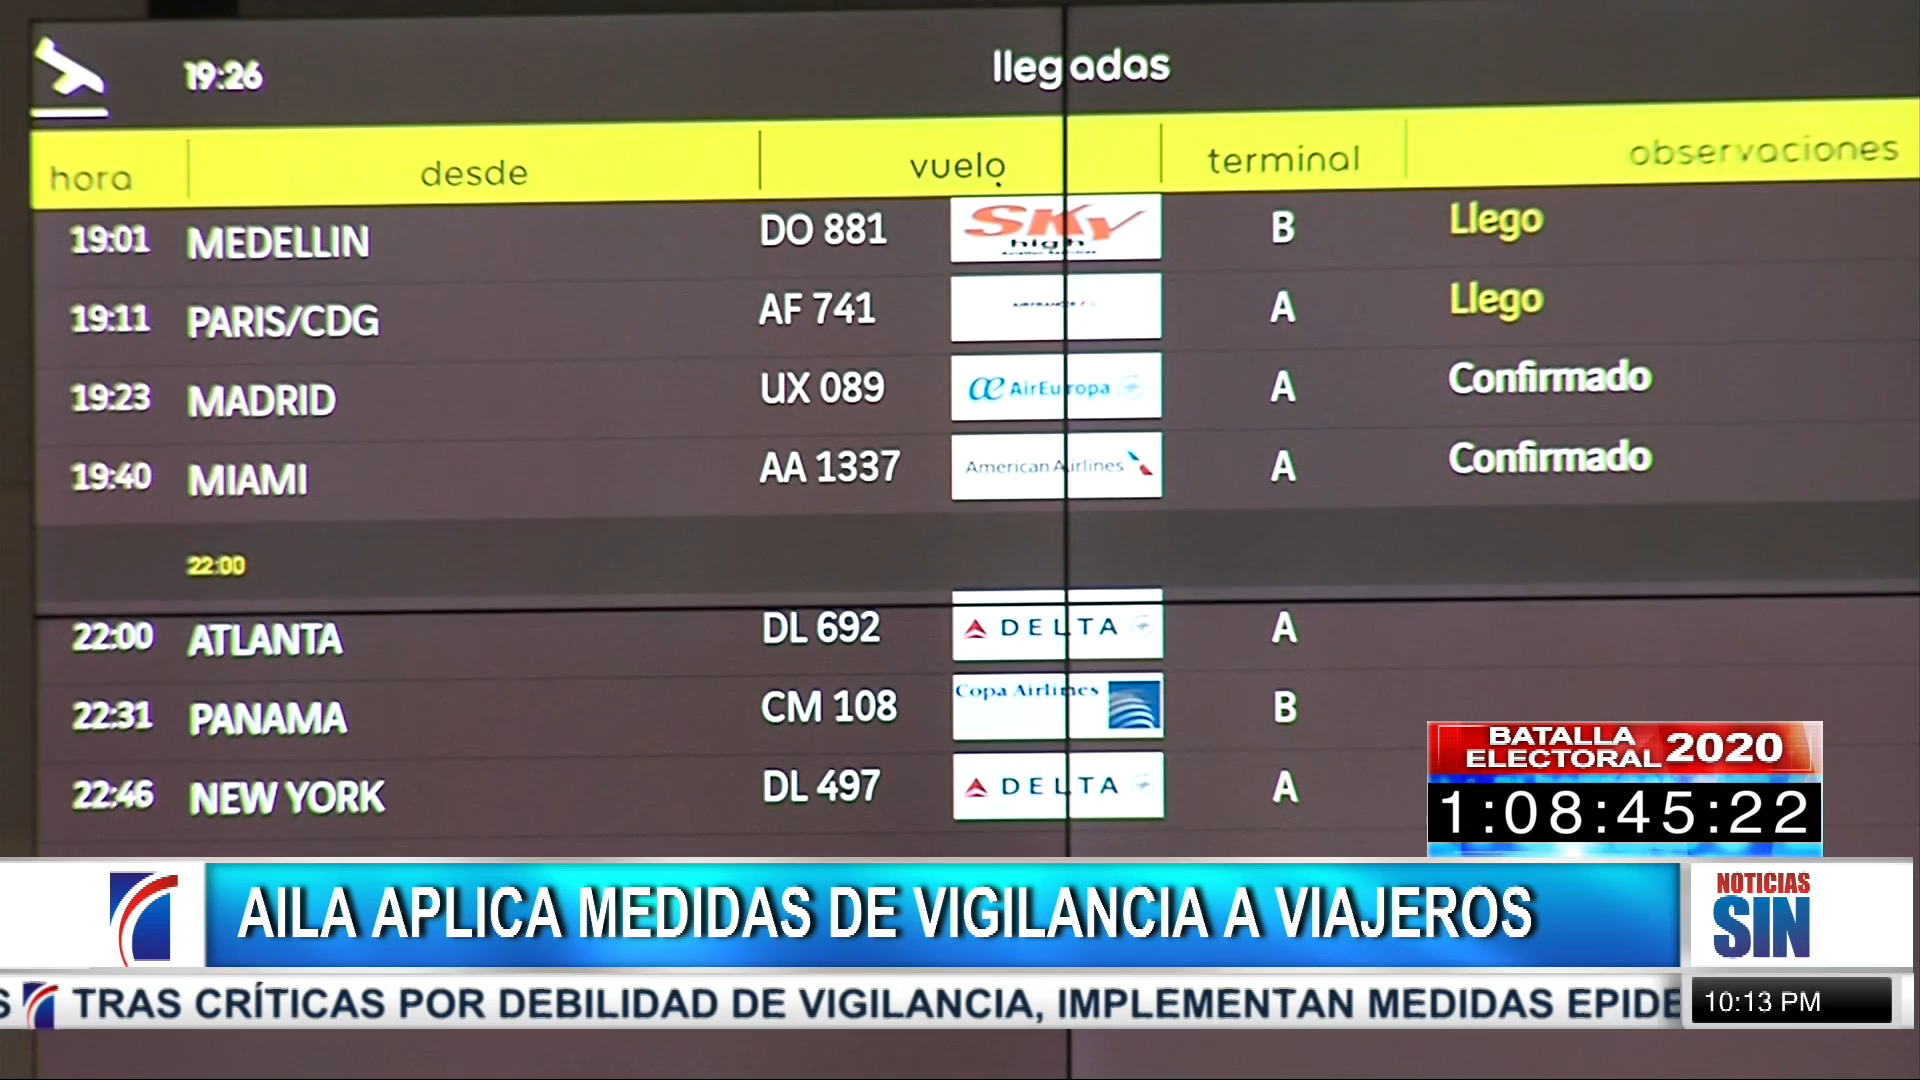 19:26 llegadas
hora desde vuelo terminal observaciones
19:01 MEDELLIN DO 881 SKY high B Llego
19:11 PARIS/CDG AF 741 AIRFRANCE A Llego
19:23 MADRID UX 089 AirEuropa A Confirmado
19:40 MIAMI AA 1337 American Airlines A Confirmado
22:00
22:00 ATLANTA DL 692 DELTA A
22:31 PANAMA CM 108 Copa Airlines B
22:46 NEW YORK DL 497 DELTA A
BATALLA
ELECTORAL 2020
1:08:45:22
AILA APLICA MEDIDAS DE VIGILANCIA A VIAJEROS
NOTICIAS
SIN
S TRAS CRÍTICAS POR DEBILIDAD DE VIGILANCIA, IMPLEMENTAN MEDIDAS EPIDE
10:13 PM